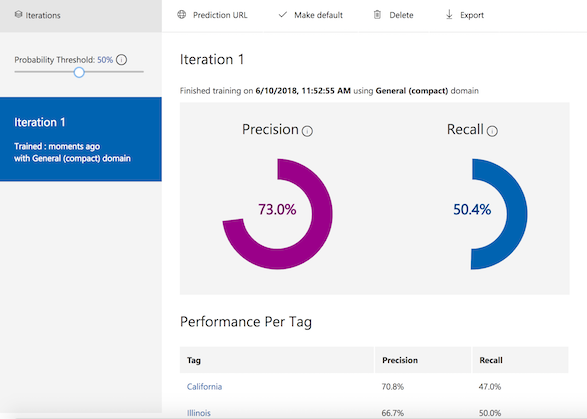 Iterations
Prediction URL
Make default
Delete
Export
Probability Threshold: 50%
Iteration 1
Trained : moments ago
with General (compact) domain
Iteration 1
Finished training on 6/10/2018, 11:52:55 AM using General (compact) domain
Precision
Recall
73.0%
50.4%
Performance Per Tag
Tag Precision Recall
California 70.8% 47.0%
Illinois 66.7% 50.0%